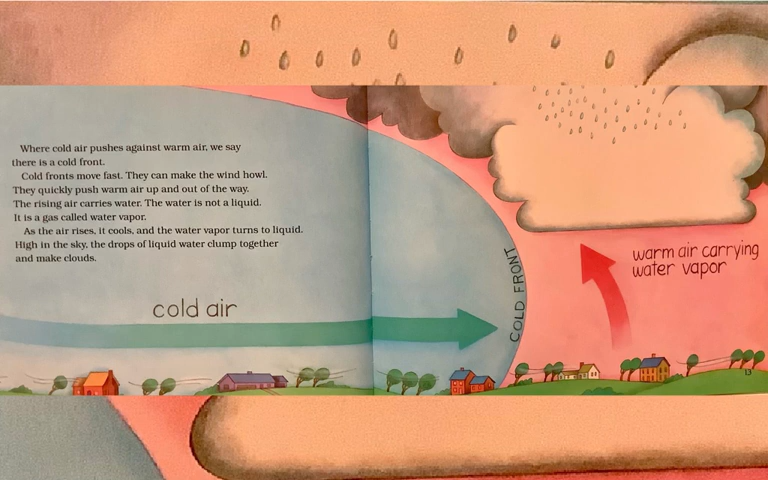 Where cold air pushes against warm air, we say
there is a cold front.
Cold fronts move fast. They can make the wind howl.
They quickly push warm air up and out of the way.
The rising air carries water. The water is not a liquid.
It is a gas called water vapor.
As the air rises, it cools, and the water vapor turns to liquid.
High in the sky, the drops of liquid water clump together
and make clouds.
cold air
COLD FRONT
warm air carrying
water vapor
13